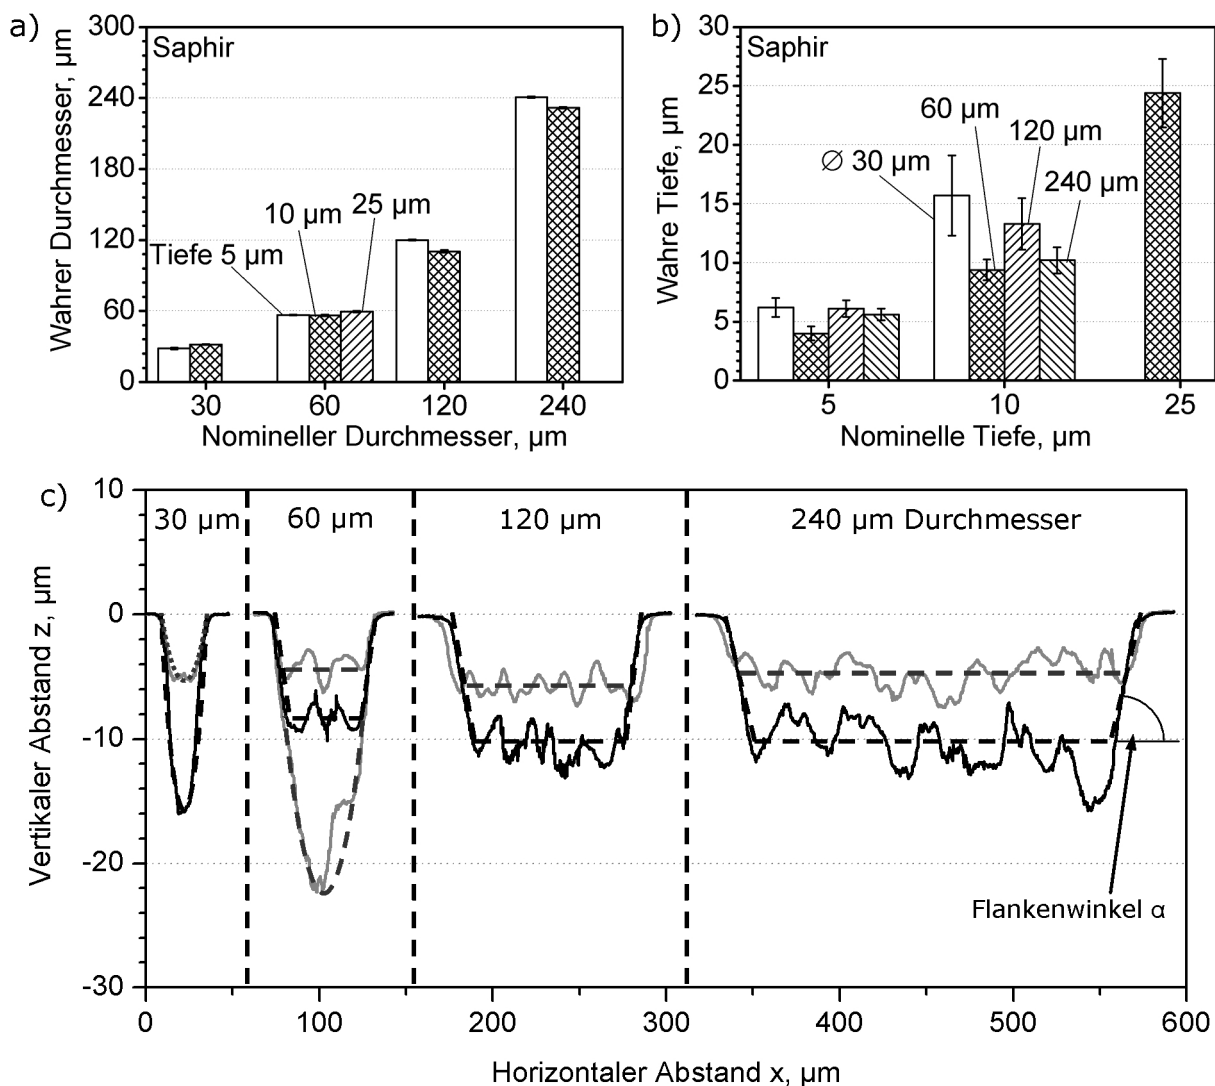 a)
Saphir
Wahrer Durchmesser, µm
300
240
180
120
60
0
Tiefe 5 µm
10 µm
25 µm
30
60
120
240
Nomineller Durchmesser, µm
b)
Saphir
Wahre Tiefe, µm
30
25
20
15
10
5
0
∅ 30 µm
60 µm
120 µm
240 µm
5
10
25
Nominelle Tiefe, µm
c)
Vertikaler Abstand z, µm
10
0
-10
-20
-30
30 µm
60 µm
120 µm
240 µm Durchmesser
Flankenwinkel α
0
100
200
300
400
500
600
Horizontaler Abstand x, µm